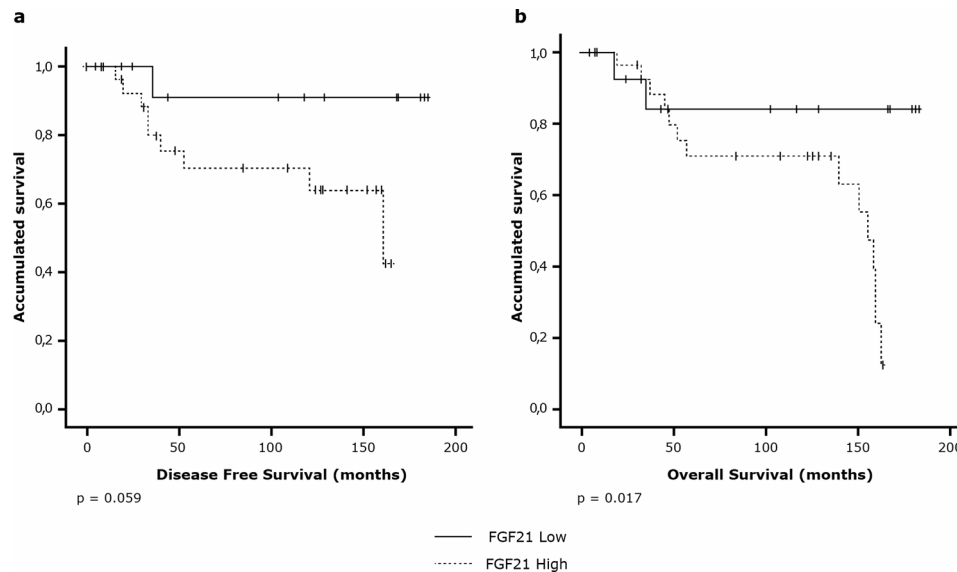 a
b
1,0
0,8
0,6
0,4
0,2
0,0
Accumulated survival
0 50 100 150 200
Disease Free Survival (months)
p = 0.059
1,0
0,8
0,6
0,4
0,2
0,0
Accumulated survival
0 50 100 150 200
Overall Survival (months)
p = 0.017
FGF21 Low
FGF21 High